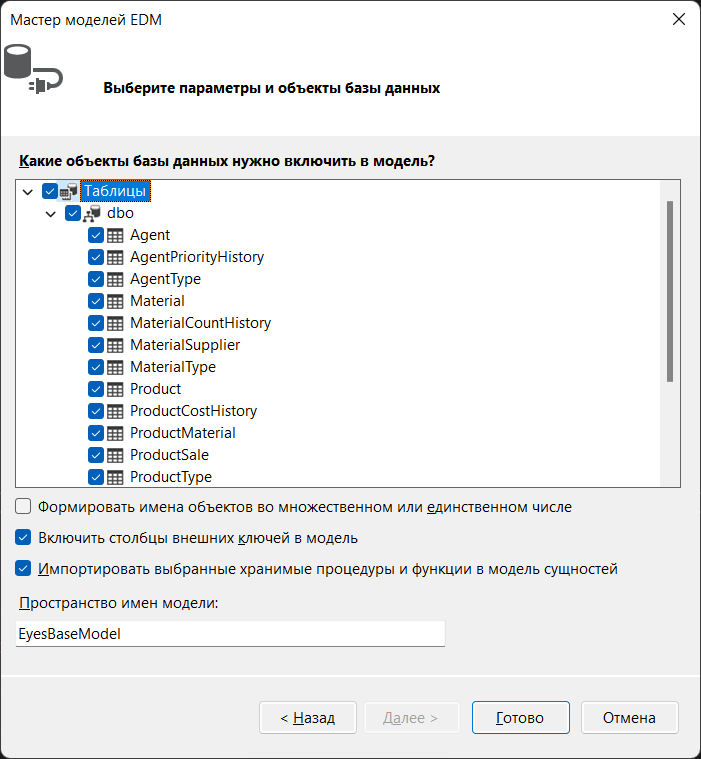 Мастер моделей EDM
Выберите параметры и объекты базы данных
Какие объекты базы данных нужно включить в модель?
Таблицы
dbo
Agent
AgentPriorityHistory
AgentType
Material
MaterialCountHistory
MaterialSupplier
MaterialType
Product
ProductCostHistory
ProductMaterial
ProductSale
ProductType
Формировать имена объектов во множественном или единственном числе
Включить столбцы внешних ключей в модель
Импортировать выбранные хранимые процедуры и функции в модель сущностей
Пространство имен модели:
EyesBaseModel
< Назад
Далее >
Готово
Отмена